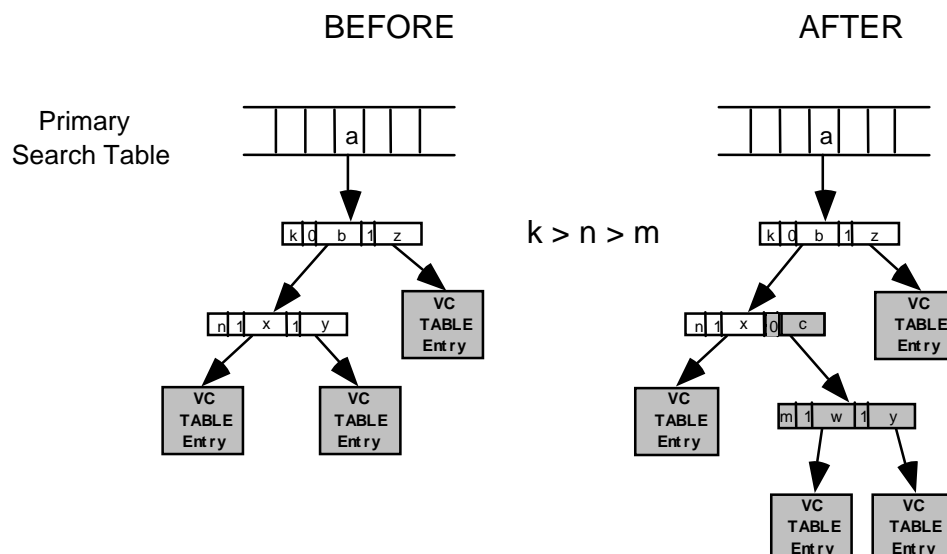 BEFORE
AFTER
Primary
Search Table
a
a
k 0 b 1 z
k > n > m
k 0 b 1 z
VC
TABLE
Entry
VC
TABLE
Entry
n 1 x 1 y
n 1 x 0 c
VC
TABLE
Entry
VC
TABLE
Entry
VC
TABLE
Entry
m 1 w 1 y
VC
TABLE
Entry
VC
TABLE
Entry